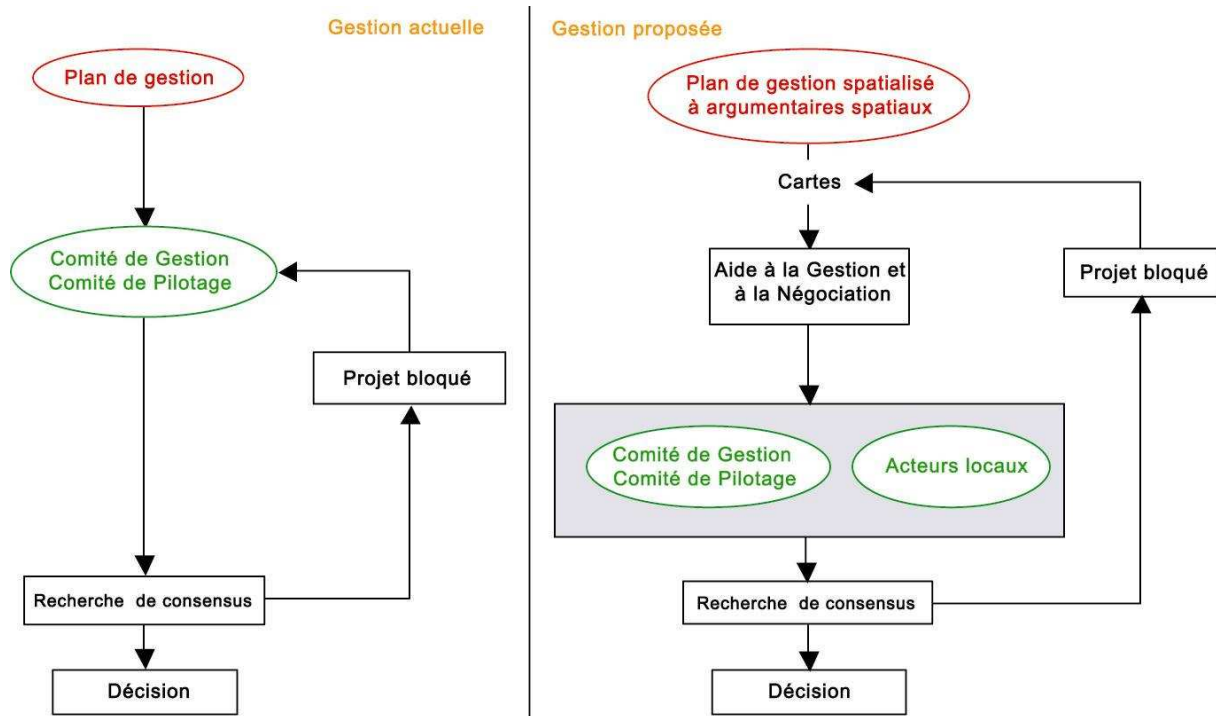 Gestion actuelle
Plan de gestion
Comité de Gestion
Comité de Pilotage
Projet bloqué
Recherche de consensus
Décision
Gestion proposée
Plan de gestion spatialisé
à argumentaires spatiaux
Cartes
Aide à la Gestion et
à la Négociation
Projet bloqué
Comité de Gestion
Comité de Pilotage
Acteurs locaux
Recherche de consensus
Décision